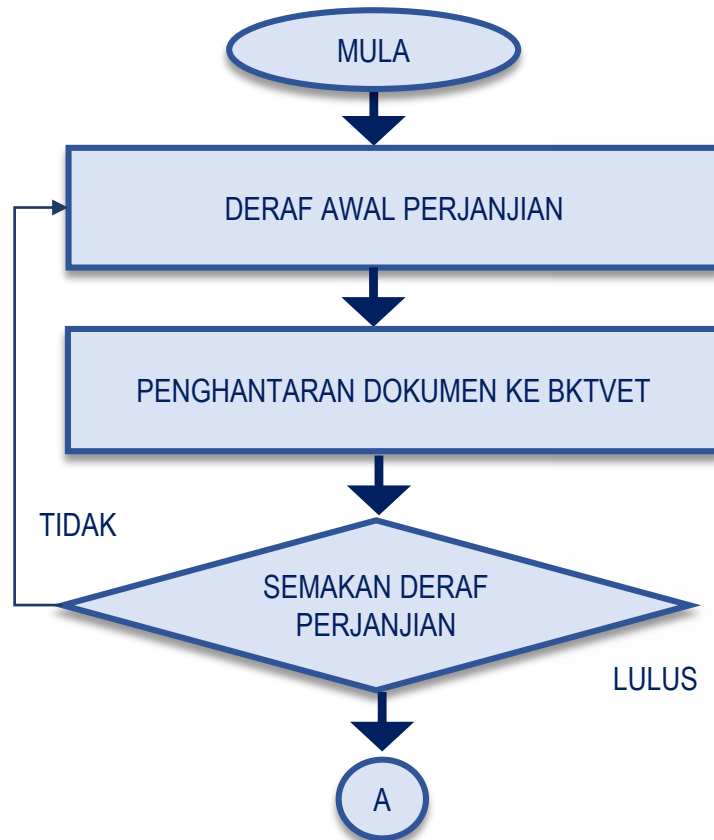 MULA
DERAF AWAL PERJANJIAN
PENGHANTARAN DOKUMEN KE BKTVET
TIDAK
SEMAKAN DERAF
PERJANJIAN
LULUS
A